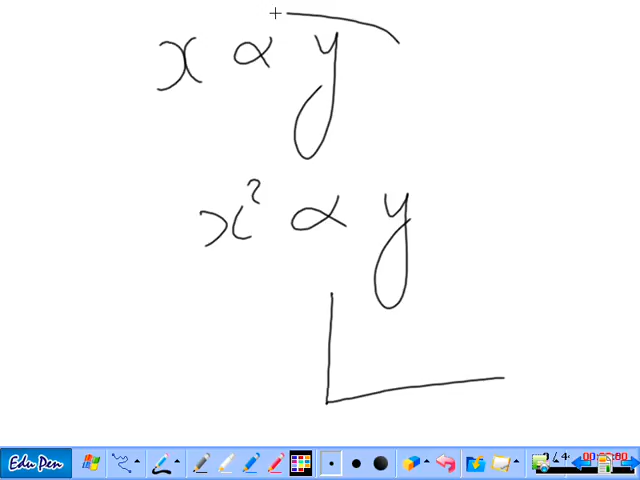 x ∝ y
x² ∝ y
Edu Pen